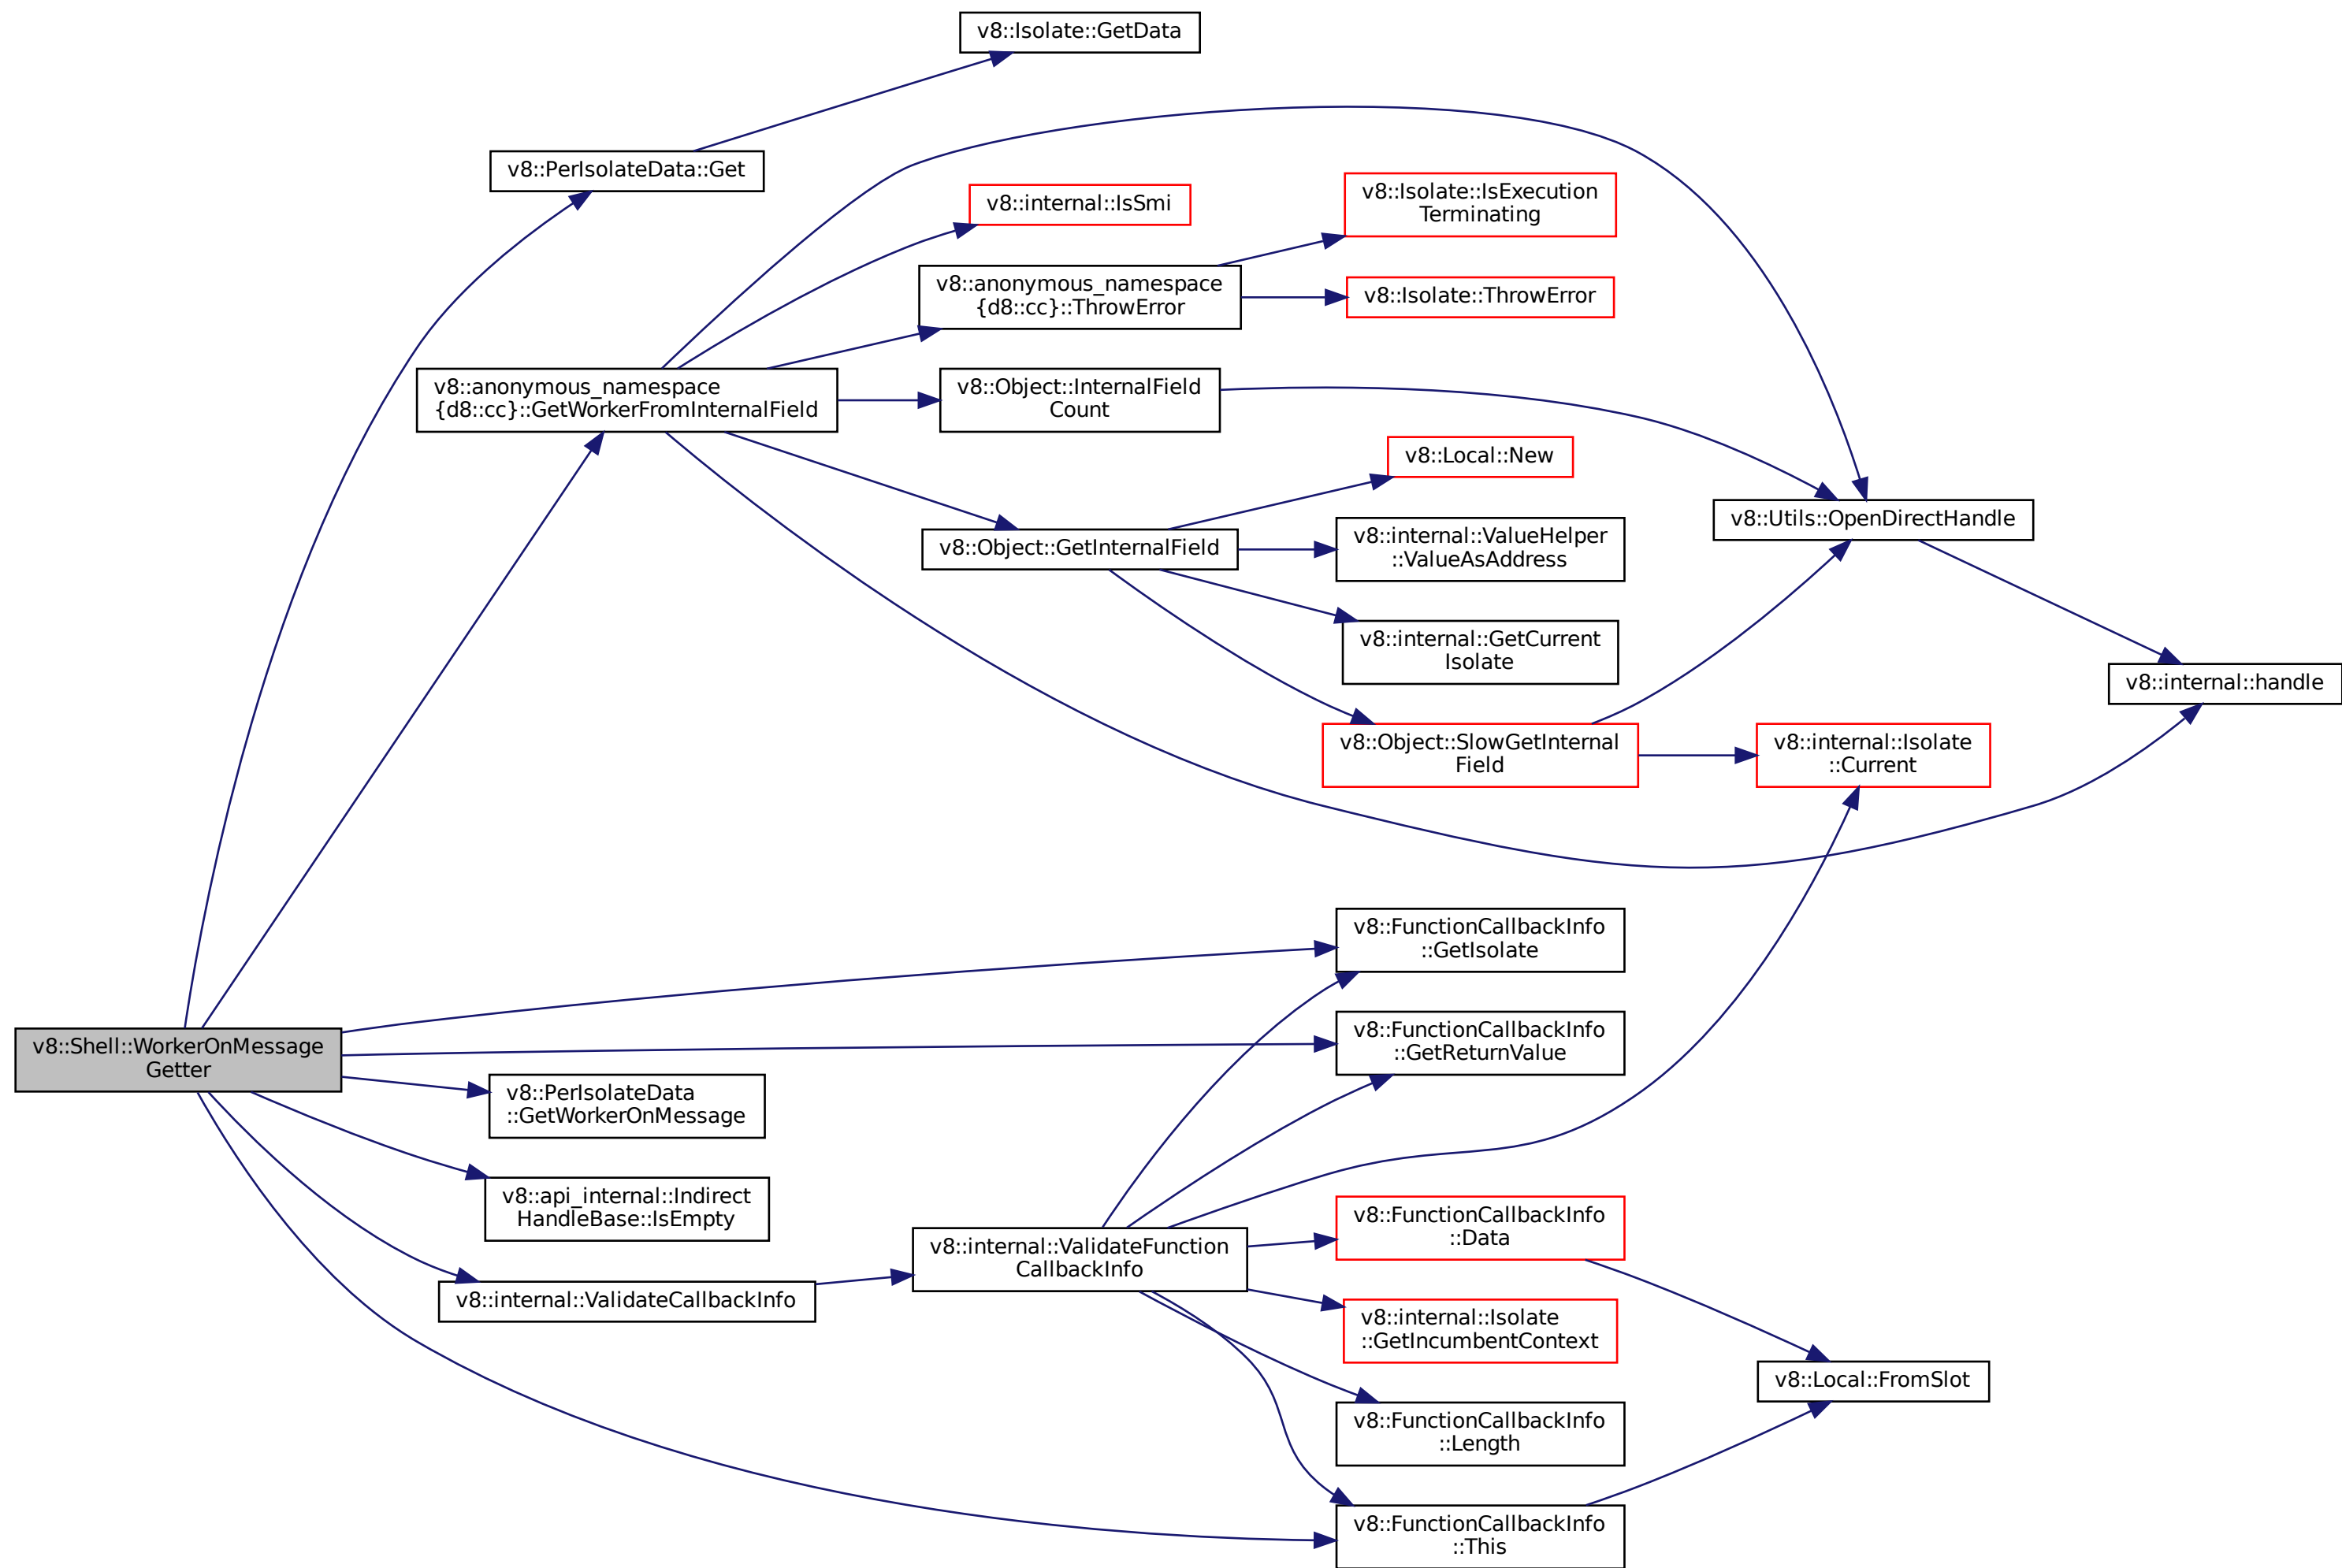 v8::Isolate::GetData
v8::PerIsolateData::Get
v8::internal::IsSmi
v8::Isolate::IsExecution
Terminating
v8::anonymous_namespace
{d8::cc}::ThrowError
v8::Isolate::ThrowError
v8::anonymous_namespace
{d8::cc}::GetWorkerFromInternalField
v8::Object::InternalField
Count
v8::Local::New
v8::Utils::OpenDirectHandle
v8::Object::GetInternalField
v8::internal::ValueHelper
::ValueAsAddress
v8::internal::GetCurrent
Isolate
v8::internal::handle
v8::Object::SlowGetInternal
Field
v8::internal::Isolate
::Current
v8::FunctionCallbackInfo
::GetIsolate
v8::Shell::WorkerOnMessage
Getter
v8::FunctionCallbackInfo
::GetReturnValue
v8::PerIsolateData
::GetWorkerOnMessage
v8::api_internal::Indirect
HandleBase::IsEmpty
v8::internal::ValidateFunction
CallbackInfo
v8::FunctionCallbackInfo
::Data
v8::internal::ValidateCallbackInfo
v8::internal::Isolate
::GetIncumbentContext
v8::Local::FromSlot
v8::FunctionCallbackInfo
::Length
v8::FunctionCallbackInfo
::This